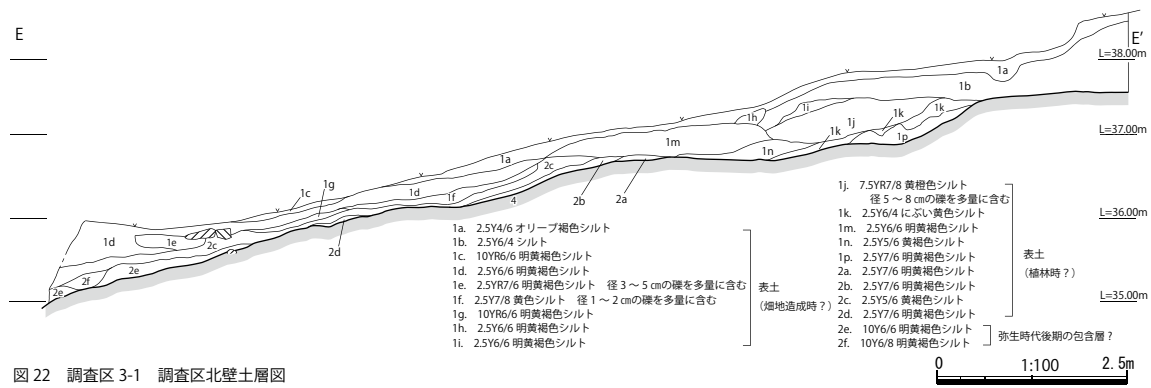 E
E'
L=38.00m
1a
1b
1h
1i
1j
1k
1k
1k
1p
L=37.00m
1m
1n
1a
2c
1d
1f
4
2b
2a
1c
1g
L=36.00m
1d
1e
2c
2d
2e
2f
2e
L=35.00m
1a. 2.5Y4/6 オリーブ褐色シルト
1b. 2.5Y6/4 シルト
1c. 10YR6/6 明黄褐色シルト
1d. 2.5Y6/6 明黄褐色シルト
1e. 2.5YR7/6 明黄褐色シルト 径 3 ～ 5 ㎝の礫を多量に含む
1f. 2.5Y7/8 黄色シルト 径 1 ～ 2 ㎝の礫を多量に含む
1g. 10YR6/6 明黄褐色シルト
1h. 2.5Y6/6 明黄褐色シルト
1i. 2.5Y6/6 明黄褐色シルト
表土
（畑地造成時？）
1j. 7.5YR7/8 黄橙色シルト
径 5 ～ 8 ㎝の礫を多量に含む
1k. 2.5Y6/4 にぶい黄色シルト
1m. 2.5Y6/6 明黄褐色シルト
1n. 2.5Y5/6 黄褐色シルト
1p. 2.5Y7/6 明黄褐色シルト
2a. 2.5Y7/6 明黄褐色シルト
2b. 2.5Y7/6 明黄褐色シルト
2c. 2.5Y5/6 黄褐色シルト
2d. 2.5Y7/6 明黄褐色シルト
表土
（植林時？）
2e. 10Y6/6 明黄褐色シルト
2f. 10Y6/8 明黄褐色シルト
弥生時代後期の包含層？
図 22 調査区 3-1 調査区北壁土層図
0 1:100 2.5m